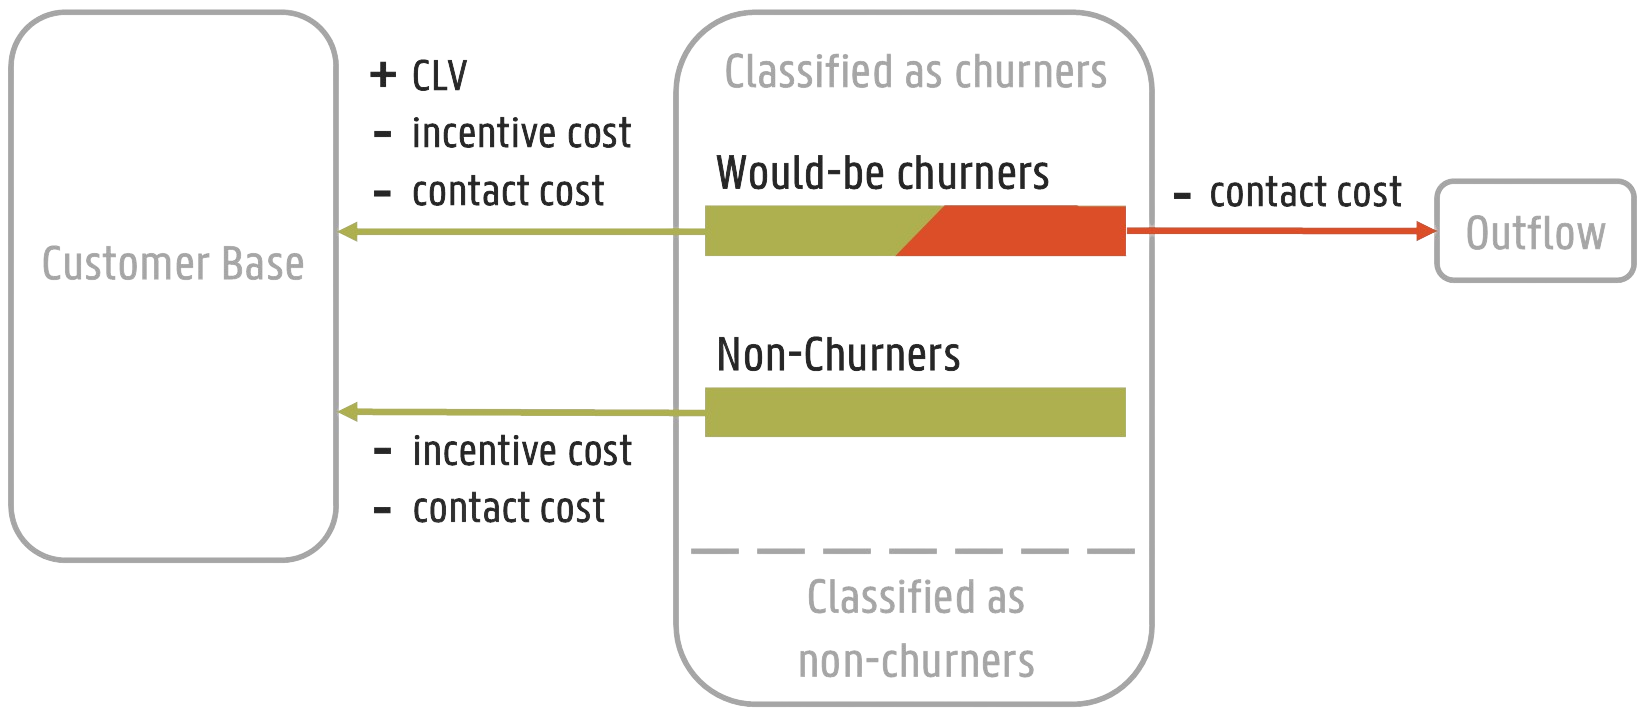 + CLV
- incentive cost
- contact cost
Classified as churners
Would-be churners
- contact cost
Outflow
Customer Base
Non-Churners
- incentive cost
- contact cost
Classified as
non-churners